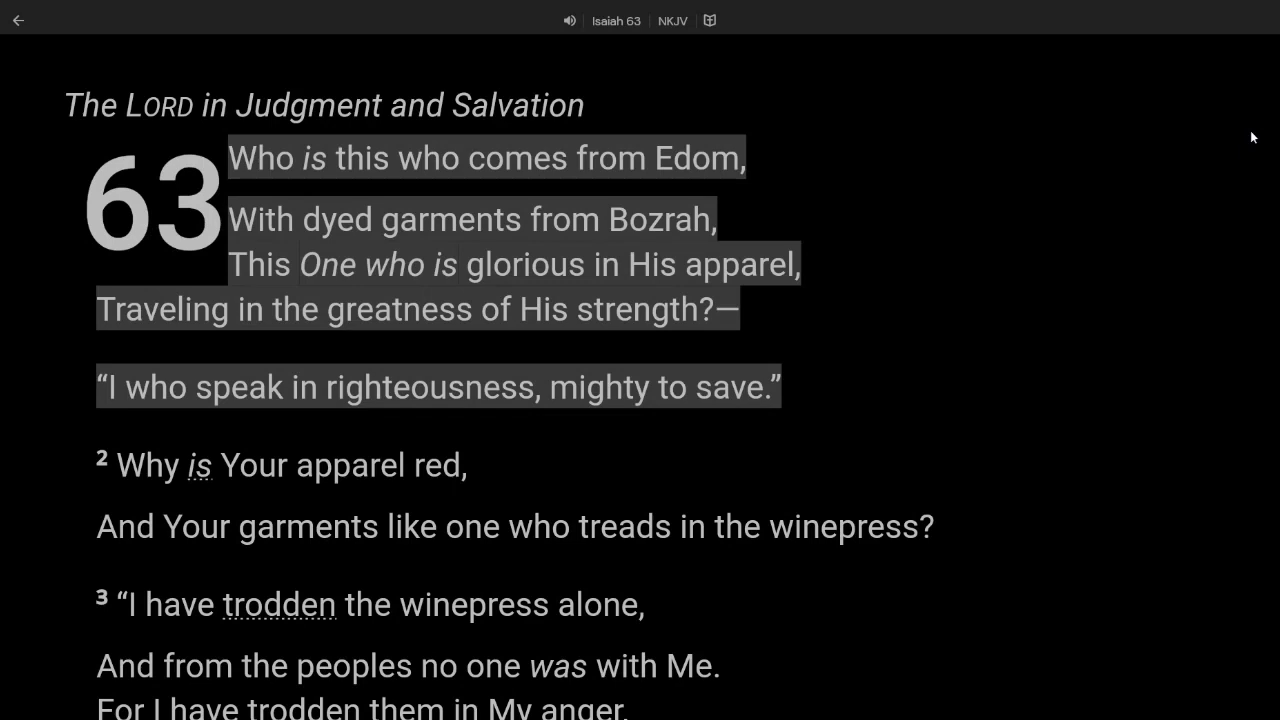 Isaiah 63 NKJV
The LORD in Judgment and Salvation
63 Who is this who comes from Edom,
With dyed garments from Bozrah,
This One who is glorious in His apparel,
Traveling in the greatness of His strength?—
“I who speak in righteousness, mighty to save.”
2 Why is Your apparel red,
And Your garments like one who treads in the winepress?
3 “I have trodden the winepress alone,
And from the peoples no one was with Me.
For I have trodden them in My anger,